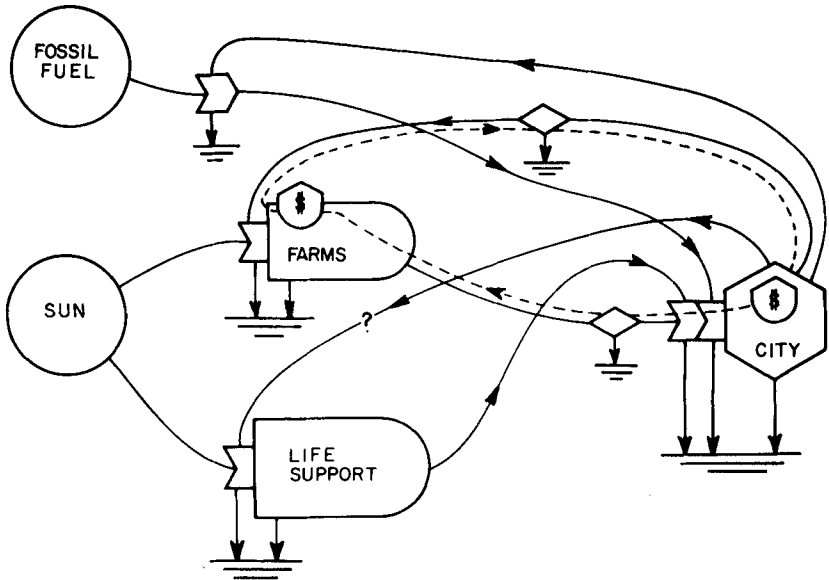 FOSSIL
FUEL
$
FARMS
SUN
$
?
CITY
LIFE
SUPPORT